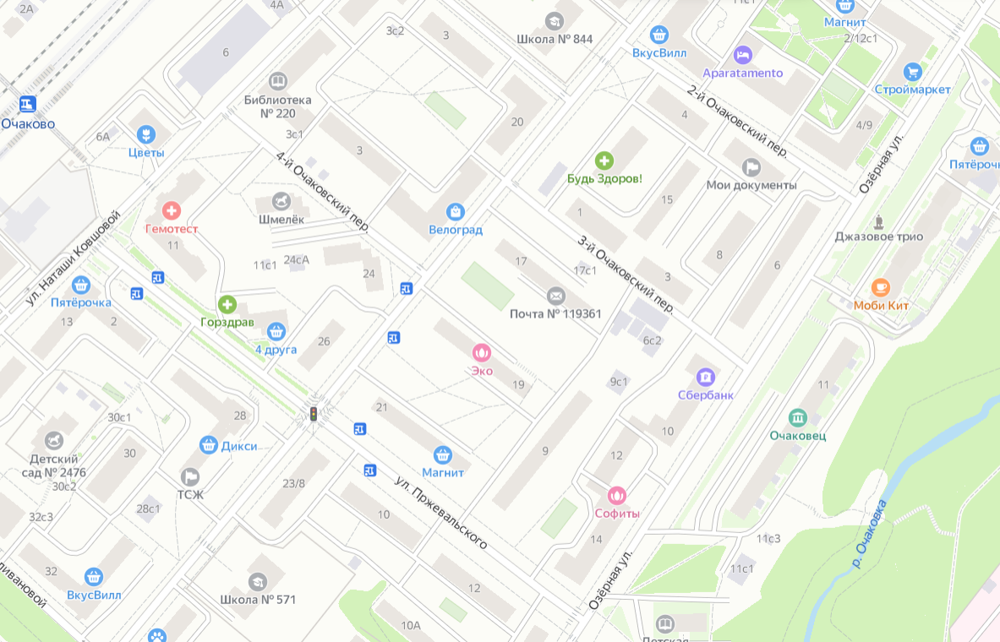 2А
4А
11с1
Магнит
2/12с1
3с2
3
Школа № 844
ВкусВилл
Aparatamento
Строймаркет
6
Библиотека
№ 220
2-й Очаковский пер.
4
4/9
Очаково
6А
Цветы
3с1
3
20
Озёрная ул.
Пятёрочк
4-й Очаковский пер.
Будь Здоров!
Мои документы
15
Шмелёк
Гемотест
11
Велоград
1
Джазовое трио
ул. Наташи Ковшовой
3-й Очаковский пер.
8
6
11с1
24сА
24
17
17с1
3
Пятёрочка
13
2
Горздрав
4 друга
26
Почта № 119361
Моби Кит
6с2
Эко
19
9с1
Сбербанк
11
30с1
28
21
10
Очаковец
Дикси
30
Детский
сад № 2476
30с2
Магнит
9
12
ТСЖ
23/8
28с1
32с3
10
ул. Пржевальского
Софиты
14
11с3
р. Очаковка
32
ВкусВилл
Школа № 571
12
Озёрная ул.
11с1
ливановой
10А
Детская